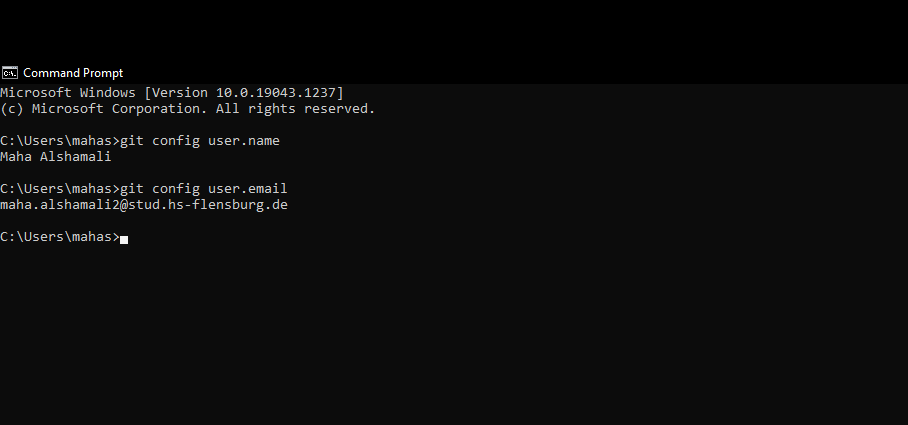 Command Prompt
Microsoft Windows [Version 10.0.19043.1237]
(c) Microsoft Corporation. All rights reserved.
C:\Users\mahas>git config user.name
Maha Alshamali
C:\Users\mahas>git config user.email
maha.alshamali2@stud.hs-flensburg.de
C:\Users\mahas>